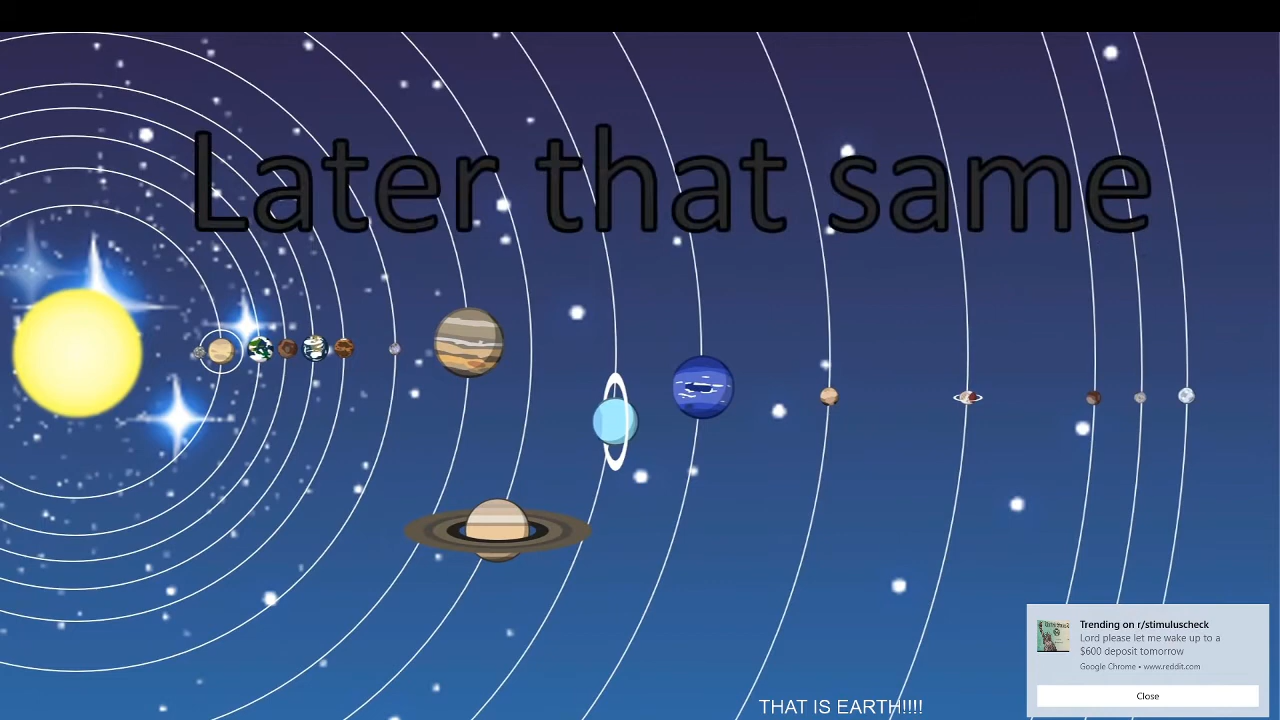 Later that same
Trending on r/stimuluscheck
Lord please let me wake up to a
$600 deposit tomorrow
Google Chrome • www.reddit.com
Close
THAT IS EARTH!!!!